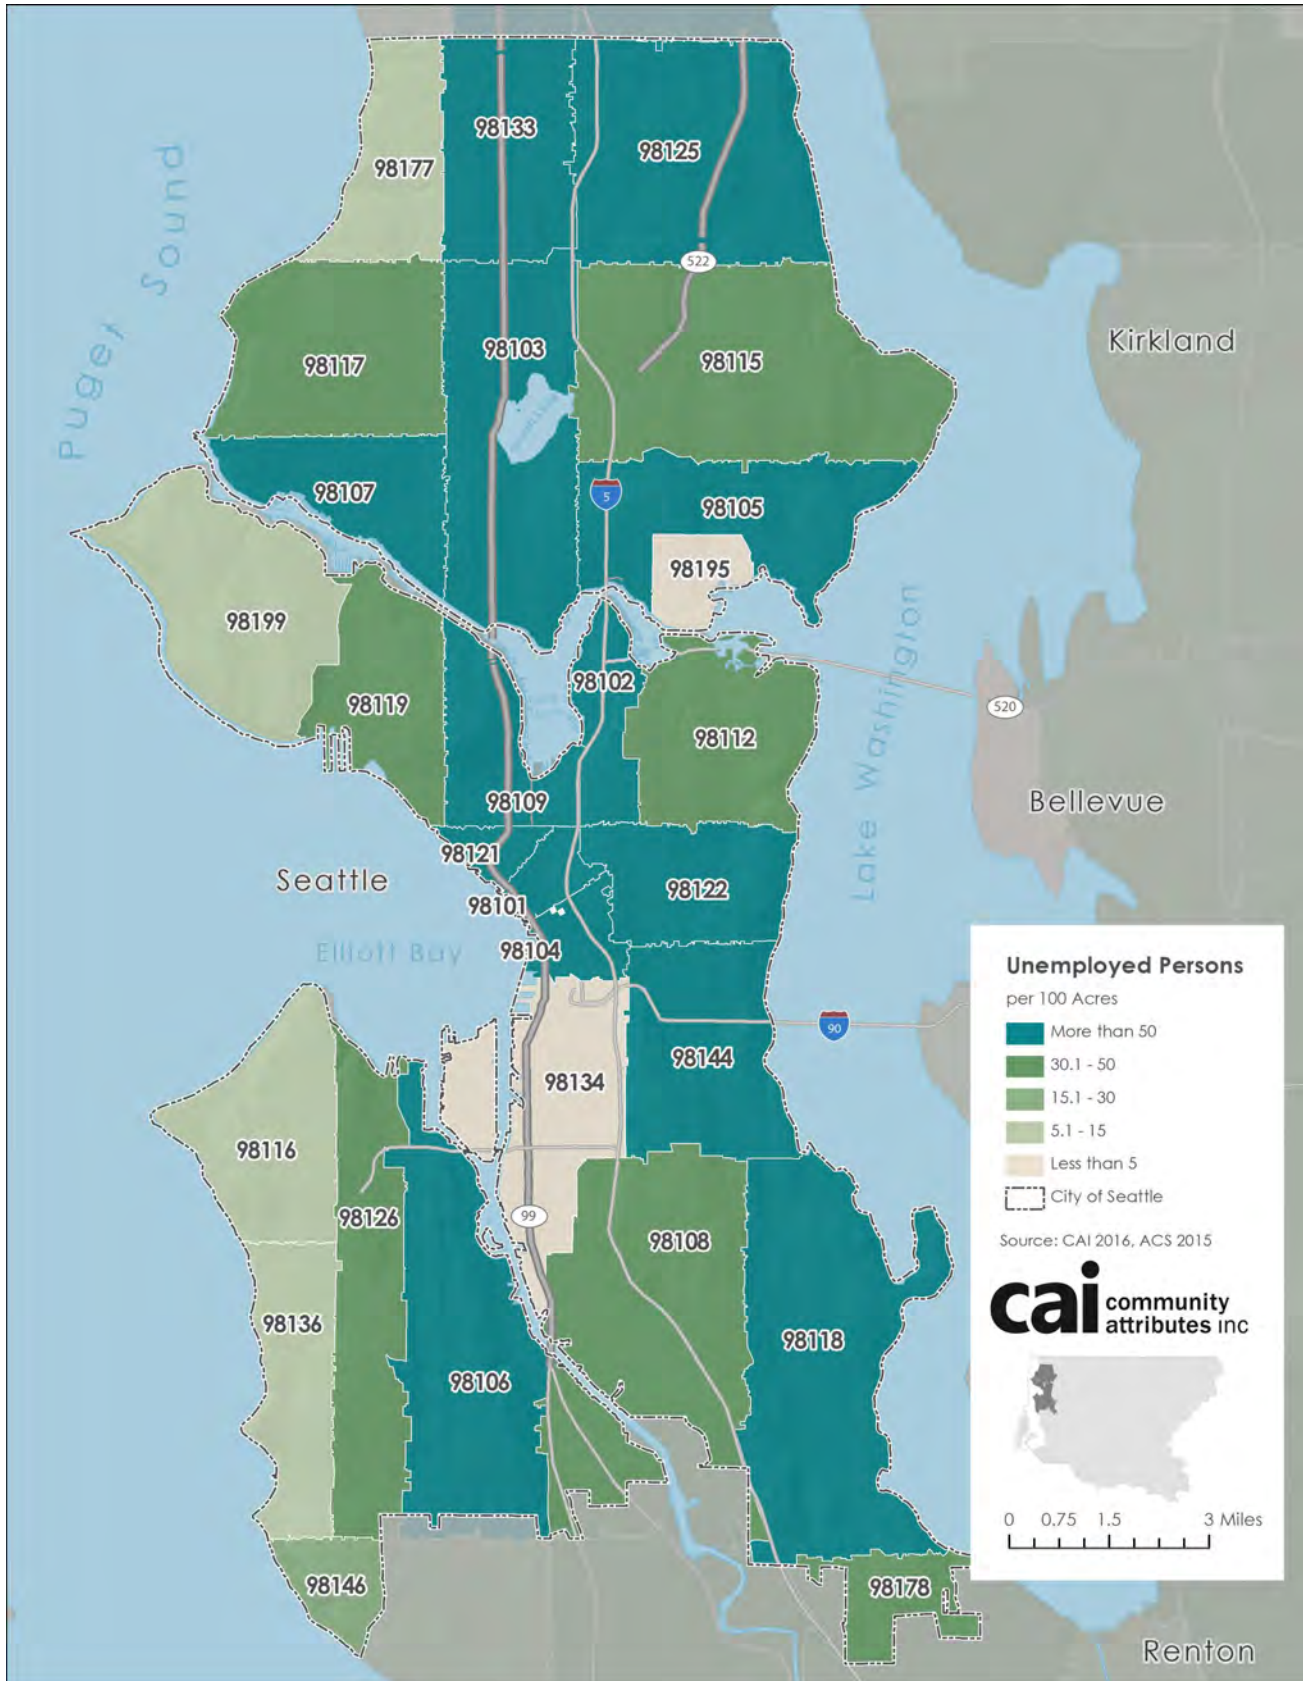 98133
98125
98177
Puget Sound
522
98103
Kirkland
98115
98117
98107
5
98105
98195
98199
98102
98119
520
98112
Lake Washington
98109
Bellevue
98121
Seattle
98122
98101
Elliott Bay
98104
90
98144
98134
98116
98126
99
98108
98136
98118
98106
98146
98178
Renton
Unemployed Persons
per 100 Acres
More than 50
30.1 - 50
15.1 - 30
5.1 - 15
Less than 5
City of Seattle
Source: CAI 2016, ACS 2015
cai community
attributes inc
0 0.75 1.5 3 Miles